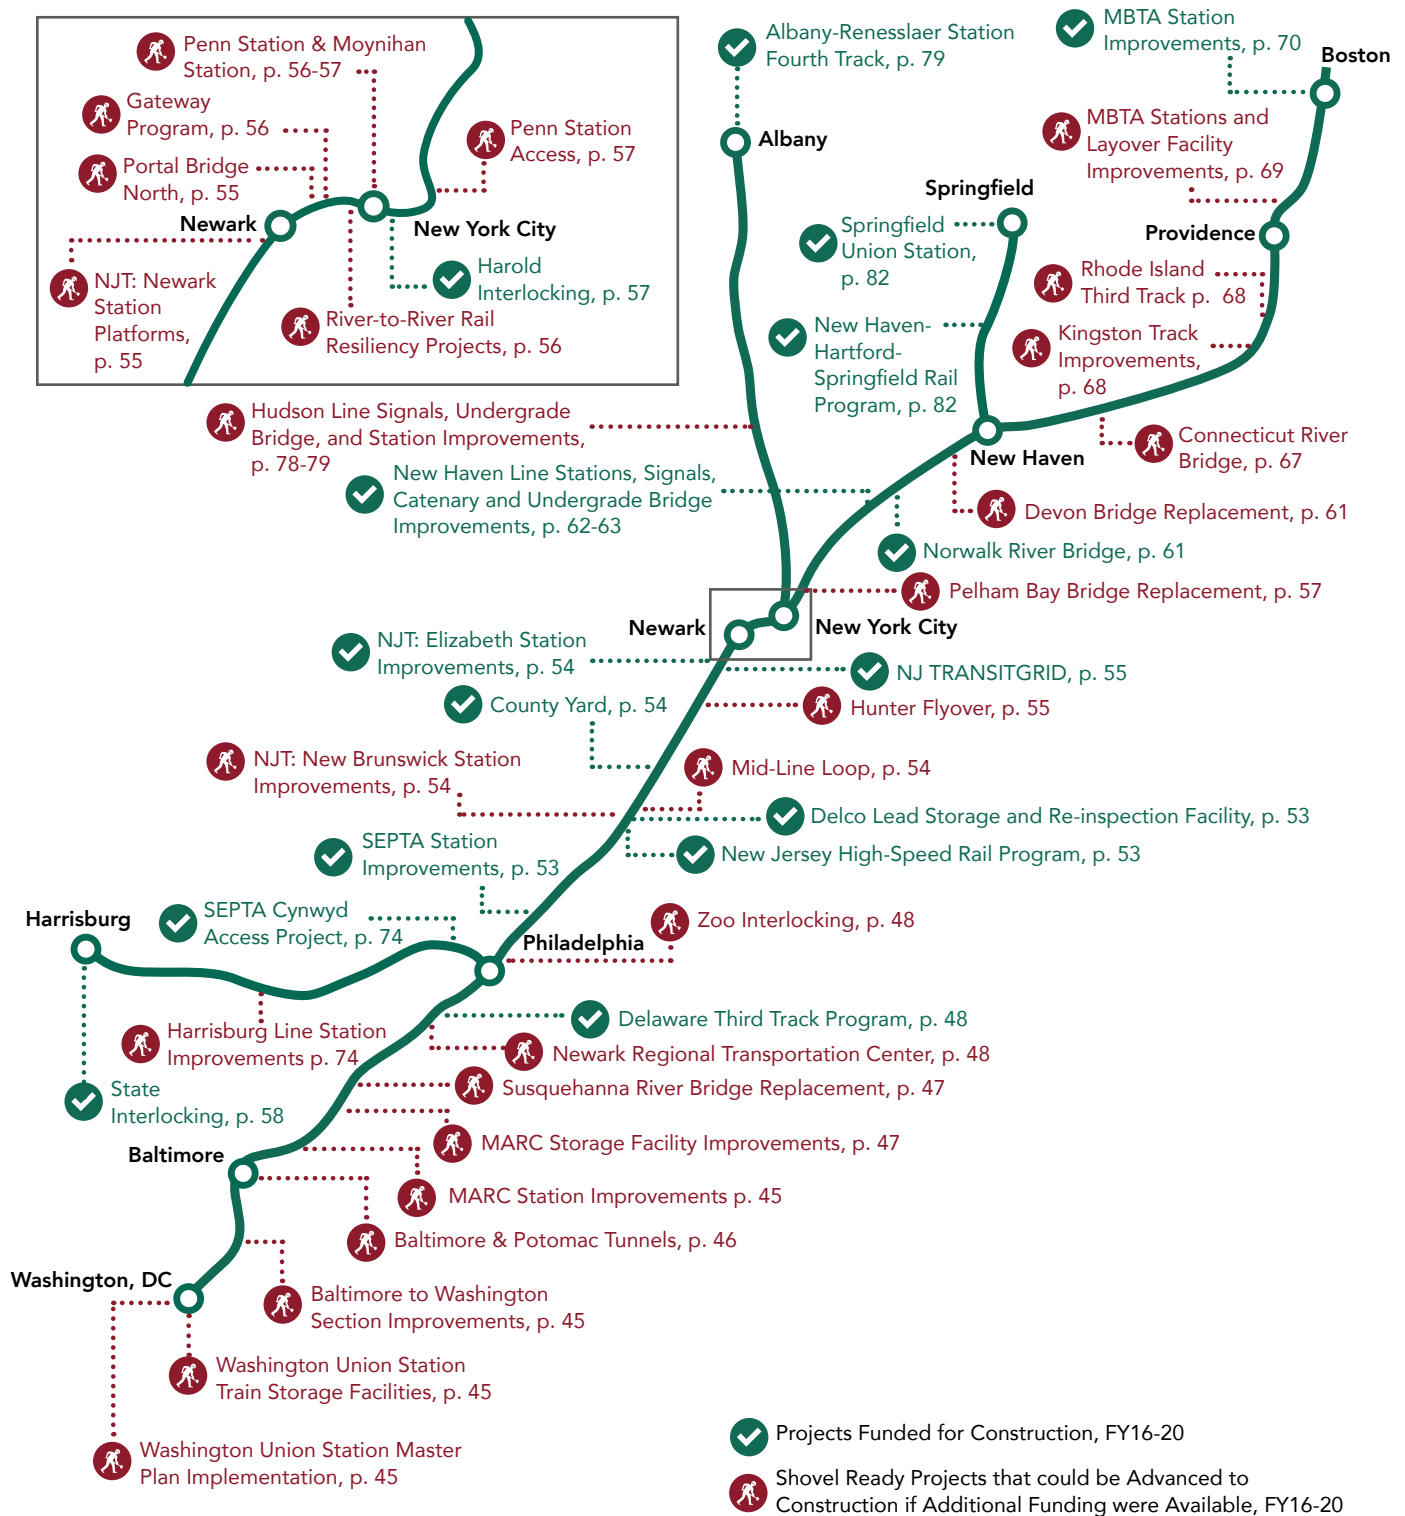 Penn Station & Moynihan
Station, p. 56-57
Gateway
Program, p. 56
Portal Bridge
North, p. 55
Newark
Penn Station
Access, p. 57
New York City
NJT: Newark
Station
Platforms,
p. 55
Harold
Interlocking, p. 57
River-to-River Rail
Resiliency Projects, p. 56
Albany-Renesslaer Station
Fourth Track, p. 79
Albany
MBTA Station
Improvements, p. 70
Boston
MBTA Stations and
Layover Facility
Improvements, p. 69
Springfield
Springfield
Union Station,
p. 82
Providence
Rhode Island
Third Track p. 68
New Haven-
Hartford-
Springfield Rail
Program, p. 82
Kingston Track
Improvements,
p. 68
Hudson Line Signals, Undergrade
Bridge, and Station Improvements,
p. 78-79
Connecticut River
Bridge, p. 67
New Haven
New Haven Line Stations, Signals,
Catenary and Undergrade Bridge
Improvements, p. 62-63
Devon Bridge Replacement, p. 61
Norwalk River Bridge, p. 61
Pelham Bay Bridge Replacement, p. 57
Newark
New York City
NJT: Elizabeth Station
Improvements, p. 54
NJ TRANSITGRID, p. 55
County Yard, p. 54
Hunter Flyover, p. 55
NJT: New Brunswick Station
Improvements, p. 54
Mid-Line Loop, p. 54
Delco Lead Storage and Re-inspection Facility, p. 53
SEPTA Station
Improvements, p. 53
New Jersey High-Speed Rail Program, p. 53
Harrisburg
SEPTA Cynwyd
Access Project, p. 74
Zoo Interlocking, p. 48
Philadelphia
Harrisburg Line Station
Improvements p. 74
Delaware Third Track Program, p. 48
Newark Regional Transportation Center, p. 48
State
Interlocking, p. 58
Susquehanna River Bridge Replacement, p. 47
MARC Storage Facility Improvements, p. 47
Baltimore
MARC Station Improvements p. 45
Baltimore & Potomac Tunnels, p. 46
Washington, DC
Baltimore to Washington
Section Improvements, p. 45
Washington Union Station
Train Storage Facilities, p. 45
Washington Union Station Master
Plan Implementation, p. 45
Projects Funded for Construction, FY16-20
Shovel Ready Projects that could be Advanced to
Construction if Additional Funding were Available, FY16-20